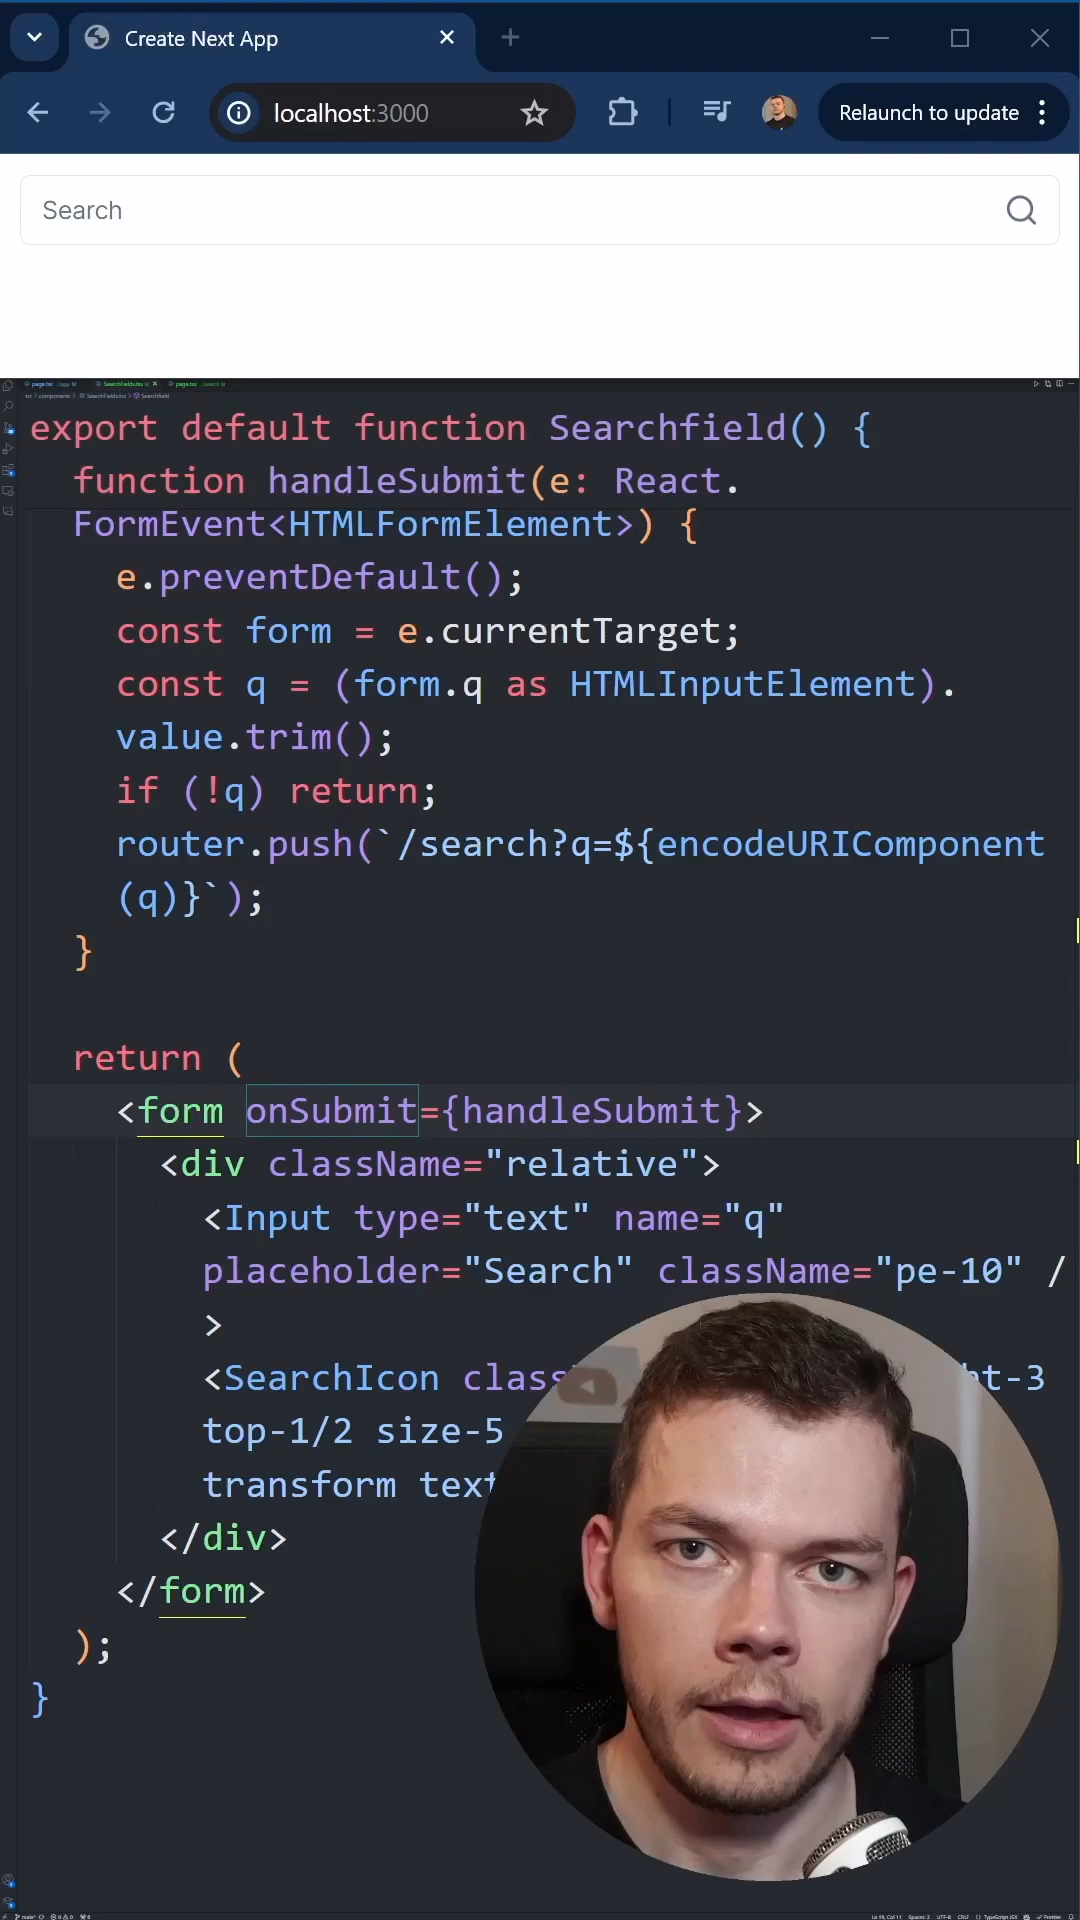 Create Next App
localhost:3000
Relaunch to update
Search
export default function Searchfield() {
function handleSubmit(e: React.
FormEvent<HTMLFormElement>) {
e.preventDefault();
const form = e.currentTarget;
const q = (form.q as HTMLInputElement).
value.trim();
if (!q) return;
router.push(`/search?q=${encodeURIComponent
(q)}`);
}
return (
<form onSubmit={handleSubmit}>
<div className="relative">
<Input type="text" name="q"
placeholder="Search" className="pe-10" /
>
<SearchIcon
top-1/2 size-5
transform
</div>
</form>
);
}